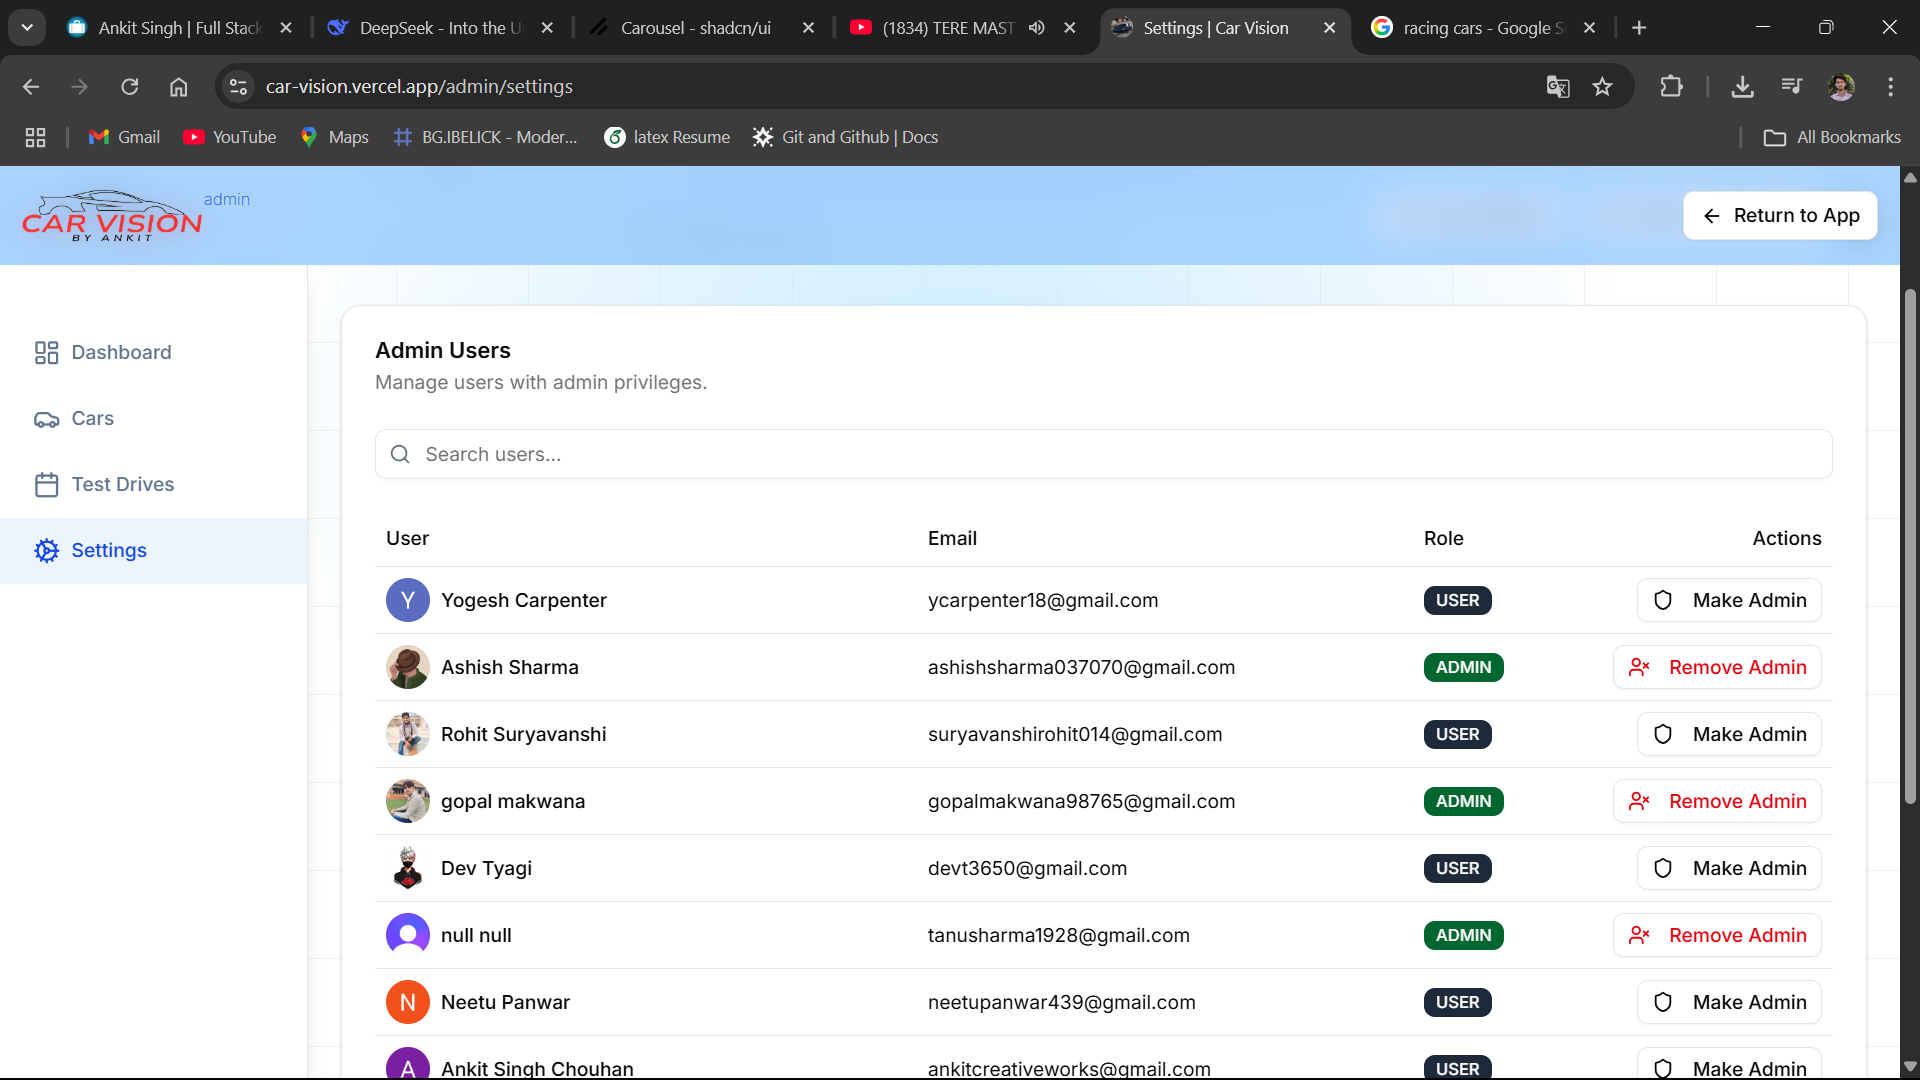 Ankit Singh | Full Stack
DeepSeek - Into the U
Carousel - shadcn/ui
(1834) TERE MAST
Settings | Car Vision
racing cars - Google S
car-vision.vercel.app/admin/settings
Gmail
YouTube
Maps
BG.IBELICK - Moder...
latex Resume
Git and Github | Docs
All Bookmarks
CAR VISION
BY ANKIT
admin
Return to App
Dashboard
Cars
Test Drives
Settings
Admin Users
Manage users with admin privileges.
Search users...
User Email Role Actions
Y Yogesh Carpenter ycarpenter18@gmail.com USER Make Admin
Ashish Sharma ashishsharma037070@gmail.com ADMIN Remove Admin
Rohit Suryavanshi suryavanshirohit014@gmail.com USER Make Admin
gopal makwana gopalmakwana98765@gmail.com ADMIN Remove Admin
Dev Tyagi devt3650@gmail.com USER Make Admin
null null tanusharma1928@gmail.com ADMIN Remove Admin
N Neetu Panwar neetupanwar439@gmail.com USER Make Admin
A Ankit Singh Chouhan ankitcreativeworks@gmail.com USER Make Admin